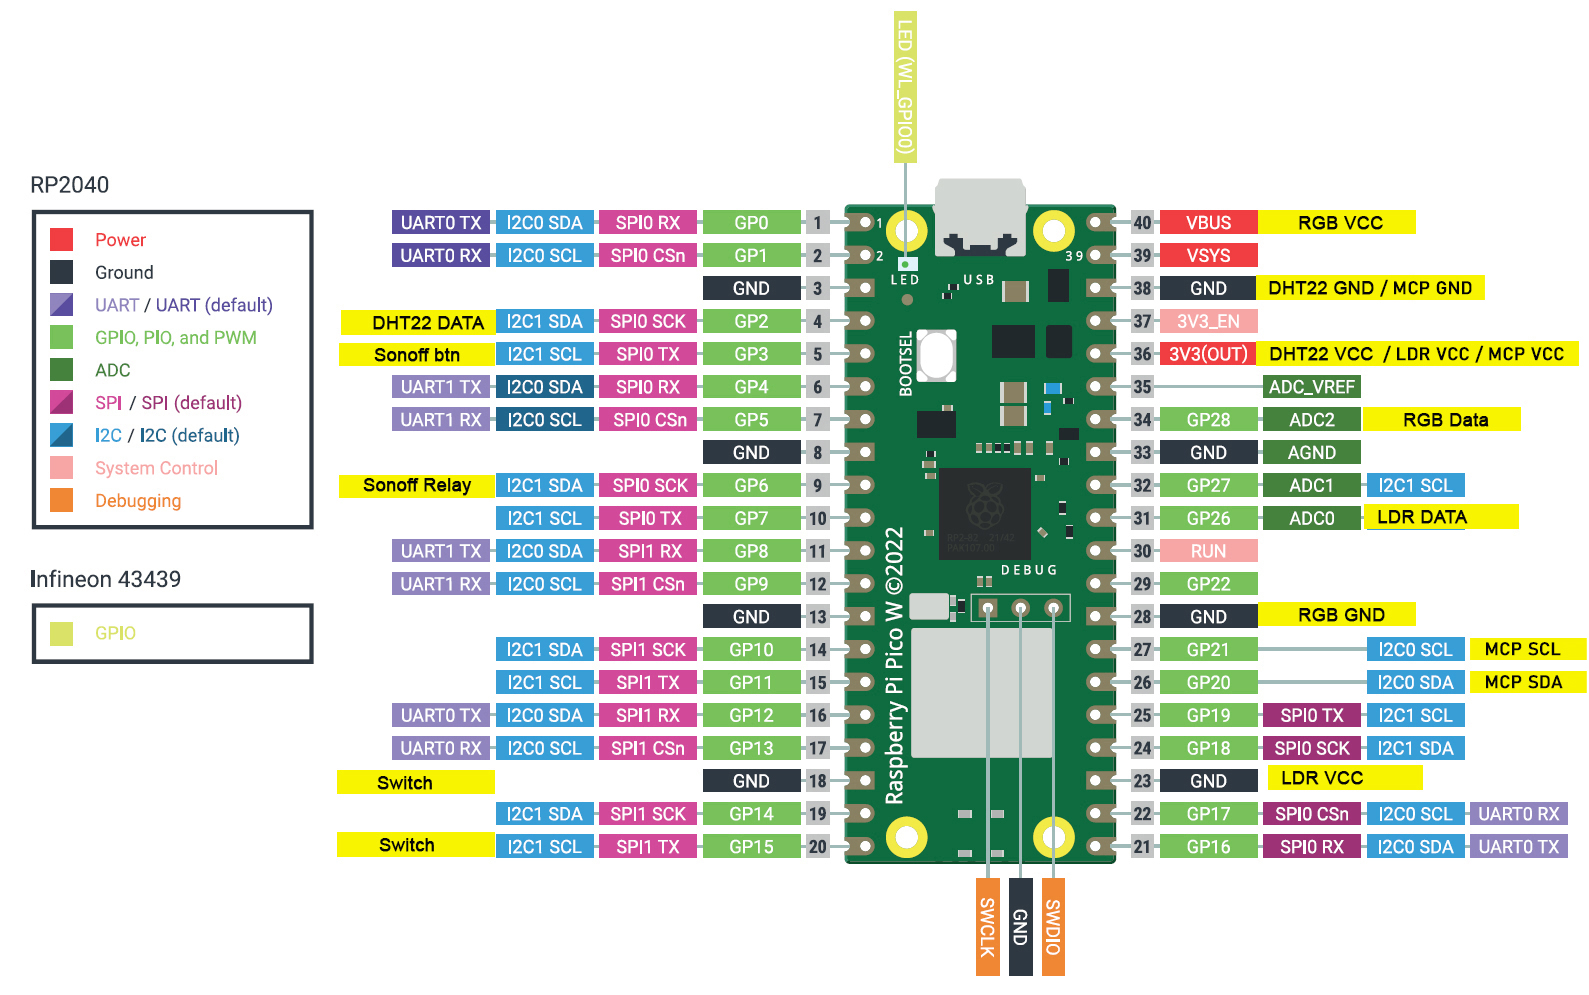 LED (WL_GPIO0)
RP2040
Power
Ground
UART / UART (default)
GPIO, PIO, and PWM
ADC
SPI / SPI (default)
I2C / I2C (default)
System Control
Debugging
Infineon 43439
GPIO
UART0 TX I2C0 SDA SPI0 RX GP0 1
UART0 RX I2C0 SCL SPI0 CSn GP1 2
GND 3
DHT22 DATA I2C1 SDA SPI0 SCK GP2 4
Sonoff btn I2C1 SCL SPI0 TX GP3 5
UART1 TX I2C0 SDA SPI0 RX GP4 6
UART1 RX I2C0 SCL SPI0 CSn GP5 7
GND 8
Sonoff Relay I2C1 SDA SPI0 SCK GP6 9
I2C1 SCL SPI0 TX GP7 10
UART1 TX I2C0 SDA SPI1 RX GP8 11
UART1 RX I2C0 SCL SPI1 CSn GP9 12
GND 13
I2C1 SDA SPI1 SCK GP10 14
I2C1 SCL SPI1 TX GP11 15
UART0 TX I2C0 SDA SPI1 RX GP12 16
UART0 RX I2C0 SCL SPI1 CSn GP13 17
Switch GND 18
I2C1 SDA SPI1 SCK GP14 19
Switch I2C1 SCL SPI1 TX GP15 20
1
2
39
LED
USB
BOOTSEL
DEBUG
Raspberry Pi Pico W ©2022
40 VBUS RGB VCC
39 VSYS
38 GND DHT22 GND / MCP GND
37 3V3_EN
36 3V3(OUT) DHT22 VCC / LDR VCC / MCP VCC
35 ADC_VREF
34 GP28 ADC2 RGB Data
33 GND AGND
32 GP27 ADC1 I2C1 SCL
31 GP26 ADC0 LDR DATA
30 RUN
29 GP22
28 GND RGB GND
27 GP21 I2C0 SCL MCP SCL
26 GP20 I2C0 SDA MCP SDA
25 GP19 SPI0 TX I2C1 SCL
24 GP18 SPI0 SCK I2C1 SDA
23 GND LDR VCC
22 GP17 SPI0 CSn I2C0 SCL UART0 RX
21 GP16 SPI0 RX I2C0 SDA UART0 TX
SWCLK
GND
SWDIO